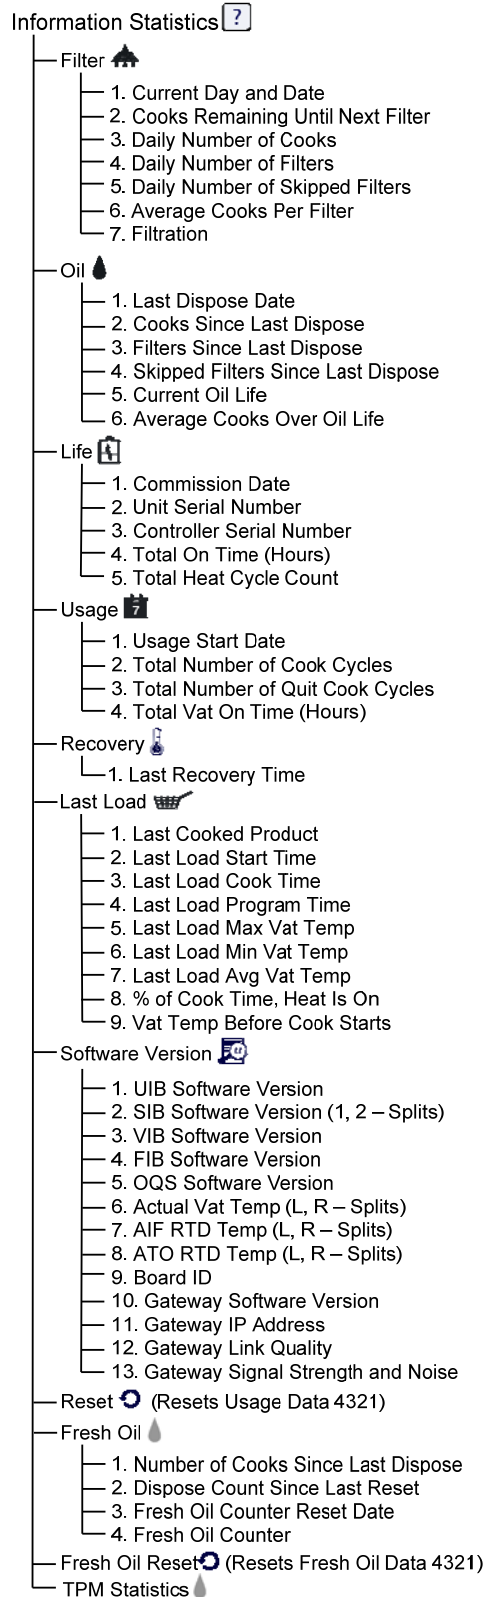 Information Statistics ?
Filter
1. Current Day and Date
2. Cooks Remaining Until Next Filter
3. Daily Number of Cooks
4. Daily Number of Filters
5. Daily Number of Skipped Filters
6. Average Cooks Per Filter
7. Filtration
Oil
1. Last Dispose Date
2. Cooks Since Last Dispose
3. Filters Since Last Dispose
4. Skipped Filters Since Last Dispose
5. Current Oil Life
6. Average Cooks Over Oil Life
Life
1. Commission Date
2. Unit Serial Number
3. Controller Serial Number
4. Total On Time (Hours)
5. Total Heat Cycle Count
Usage 7
1. Usage Start Date
2. Total Number of Cook Cycles
3. Total Number of Quit Cook Cycles
4. Total Vat On Time (Hours)
Recovery
1. Last Recovery Time
Last Load
1. Last Cooked Product
2. Last Load Start Time
3. Last Load Cook Time
4. Last Load Program Time
5. Last Load Max Vat Temp
6. Last Load Min Vat Temp
7. Last Load Avg Vat Temp
8. % of Cook Time, Heat Is On
9. Vat Temp Before Cook Starts
Software Version
1. UIB Software Version
2. SIB Software Version (1, 2 – Splits)
3. VIB Software Version
4. FIB Software Version
5. OQS Software Version
6. Actual Vat Temp (L, R – Splits)
7. AIF RTD Temp (L, R – Splits)
8. ATO RTD Temp (L, R – Splits)
9. Board ID
10. Gateway Software Version
11. Gateway IP Address
12. Gateway Link Quality
13. Gateway Signal Strength and Noise
Reset (Resets Usage Data 4321)
Fresh Oil
1. Number of Cooks Since Last Dispose
2. Dispose Count Since Last Reset
3. Fresh Oil Counter Reset Date
4. Fresh Oil Counter
Fresh Oil Reset (Resets Fresh Oil Data 4321)
TPM Statistics